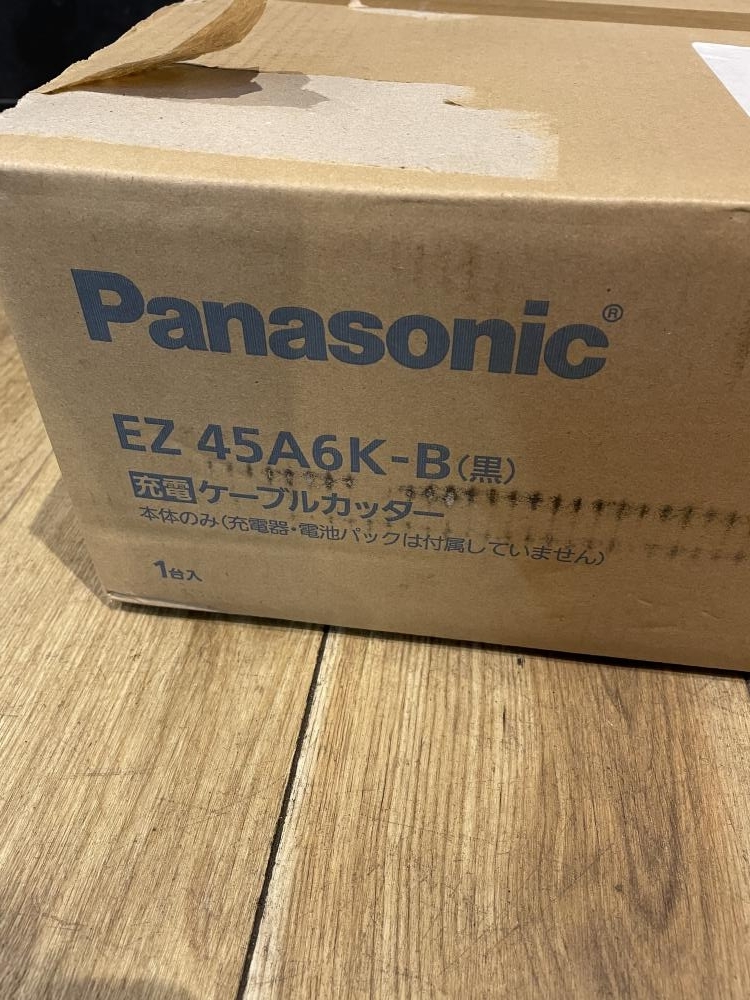 Panasonic®
EZ 45A6K-B(黒)
充電ケーブルカッター
本体のみ(充電器・電池パックは付属していません)
1台入